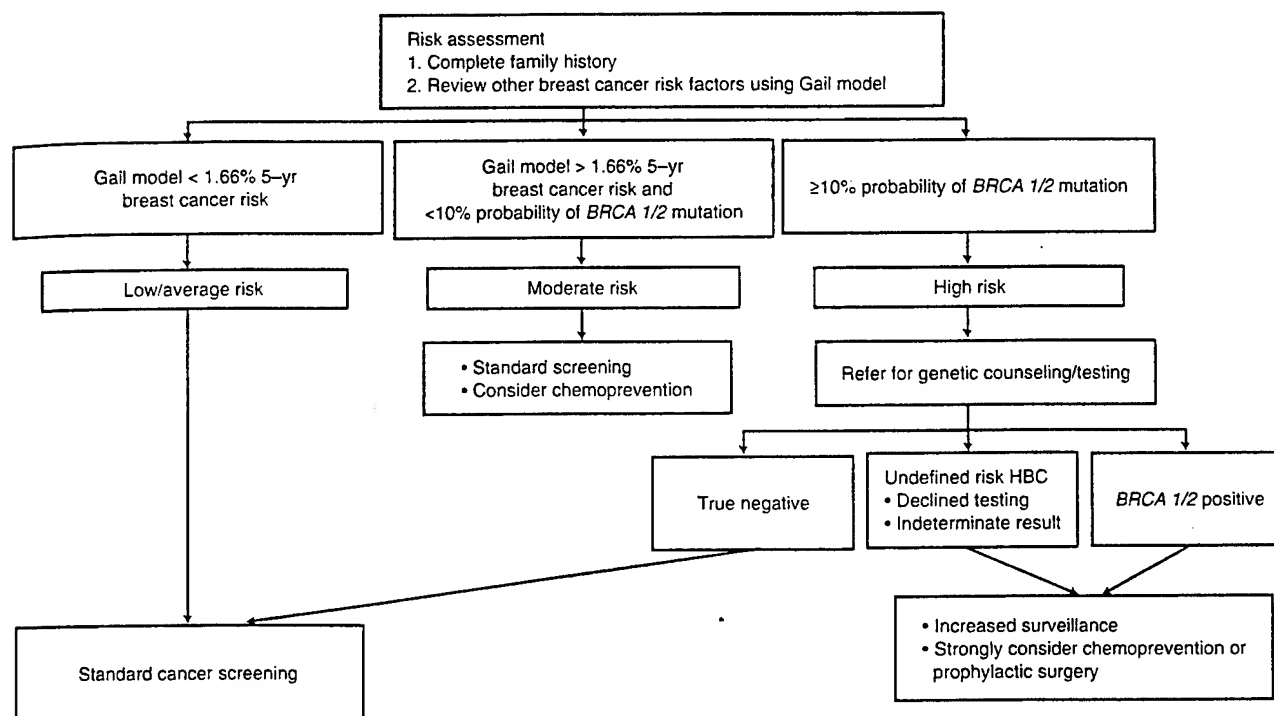 Risk assessment
1. Complete family history
2. Review other breast cancer risk factors using Gail model
Gail model < 1.66% 5–yr
breast cancer risk
Gail model > 1.66% 5–yr
breast cancer risk and
<10% probability of BRCA 1/2 mutation
≥10% probability of BRCA 1/2 mutation
Low/average risk
Moderate risk
High risk
• Standard screening
• Consider chemoprevention
Refer for genetic counseling/testing
True negative
Undefined risk HBC
• Declined testing
• Indeterminate result
BRCA 1/2 positive
Standard cancer screening
• Increased surveillance
• Strongly consider chemoprevention or
prophylactic surgery